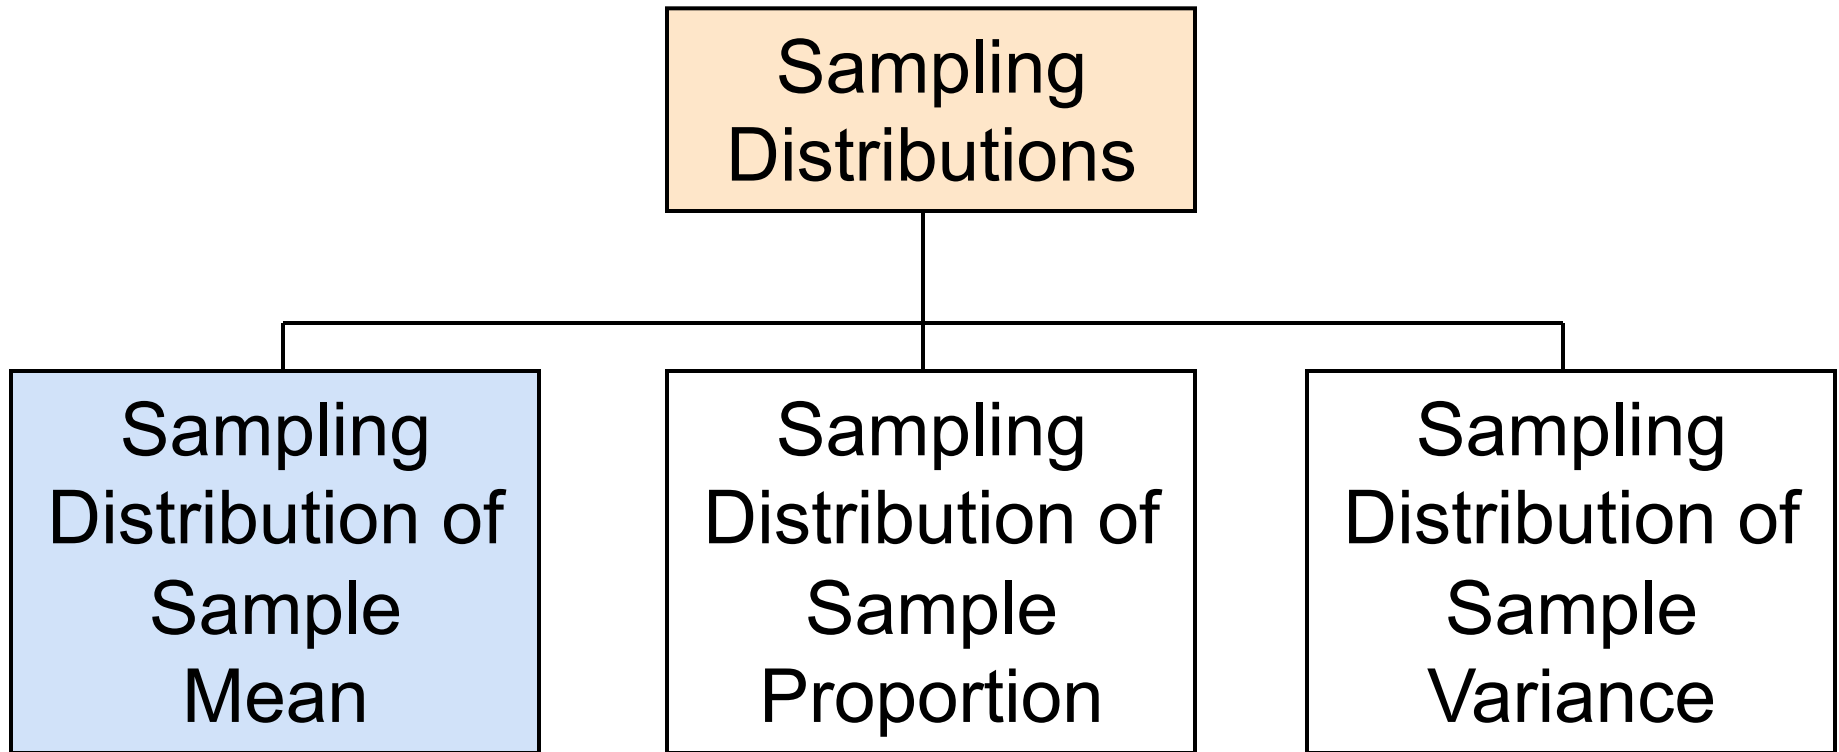 Sampling
Distributions
Sampling
Distribution of
Sample
Mean
Sampling
Distribution of
Sample
Proportion
Sampling
Distribution of
Sample
Variance